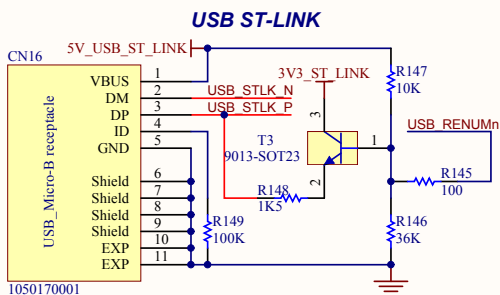 USB ST-LINK
5V_USB_ST_LINK
CN16
3V3_ST_LINK
VBUS 1
DM 2
DP 3
ID 4
GND 5
Shield 6
Shield 7
Shield 8
Shield 9
EXP 10
EXP 11
USB_Micro-B receptacle
1050170001
USB_STLK_N
USB_STLK_P
R147
10K
USB_RENUMn
T3
9013-SOT23
3
1
2
R148
1K5
R145
100
R149
100K
R146
36K